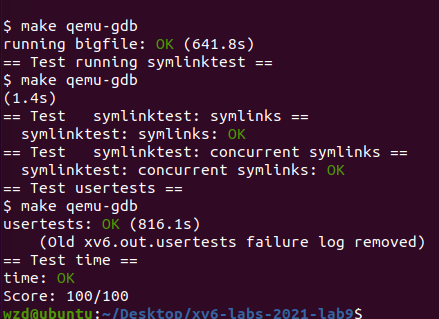 $ make qemu-gdb
running bigfile: OK (641.8s)
== Test running symlinktest ==
$ make qemu-gdb
(1.4s)
== Test   symlinktest: symlinks ==
  symlinktest: symlinks: OK
== Test   symlinktest: concurrent symlinks ==
  symlinktest: concurrent symlinks: OK
== Test usertests ==
$ make qemu-gdb
usertests: OK (816.1s)
    (Old xv6.out.usertests failure log removed)
== Test time ==
time: OK
Score: 100/100
wzd@ubuntu:~/Desktop/xv6-labs-2021-lab9$